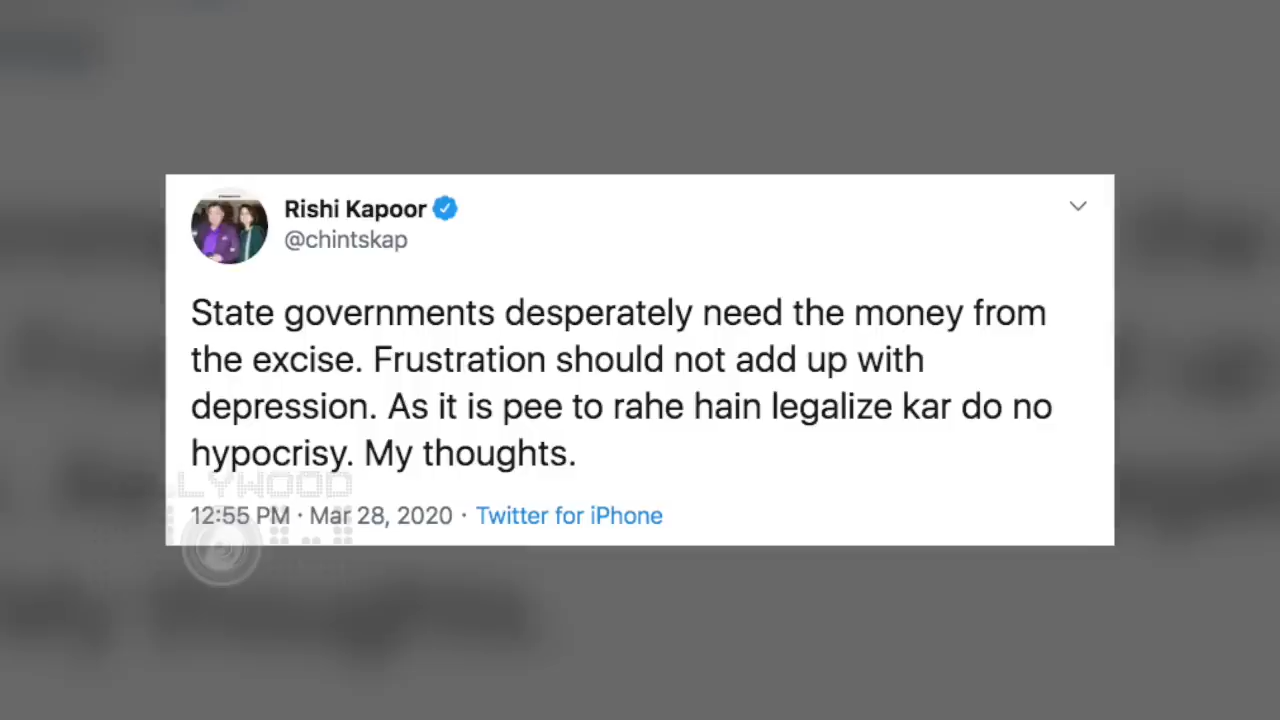 Rishi Kapoor
@chintskap
State governments desperately need the money from
the excise. Frustration should not add up with
depression. As it is pee to rahe hain legalize kar do no
hypocrisy. My thoughts.
LYWOOD
12:55 PM · Mar 28, 2020 · Twitter for iPhone